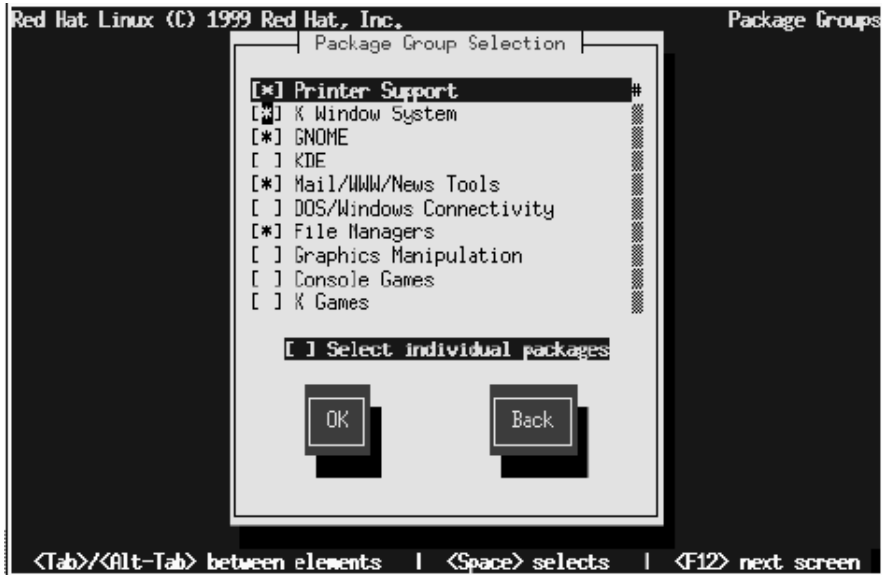 Red Hat Linux (C) 1999 Red Hat, Inc. Package Groups
Package Group Selection
[*] Printer Support #
[*] X Window System
[*] GNOME
[ ] KDE
[*] Mail/WWW/News Tools
[ ] DOS/Windows Connectivity
[*] File Managers
[ ] Graphics Manipulation
[ ] Console Games
[ ] X Games
[ ] Select individual packages
OK Back
<Tab>/<Alt-Tab> between elements | <Space> selects | <F12> next screen